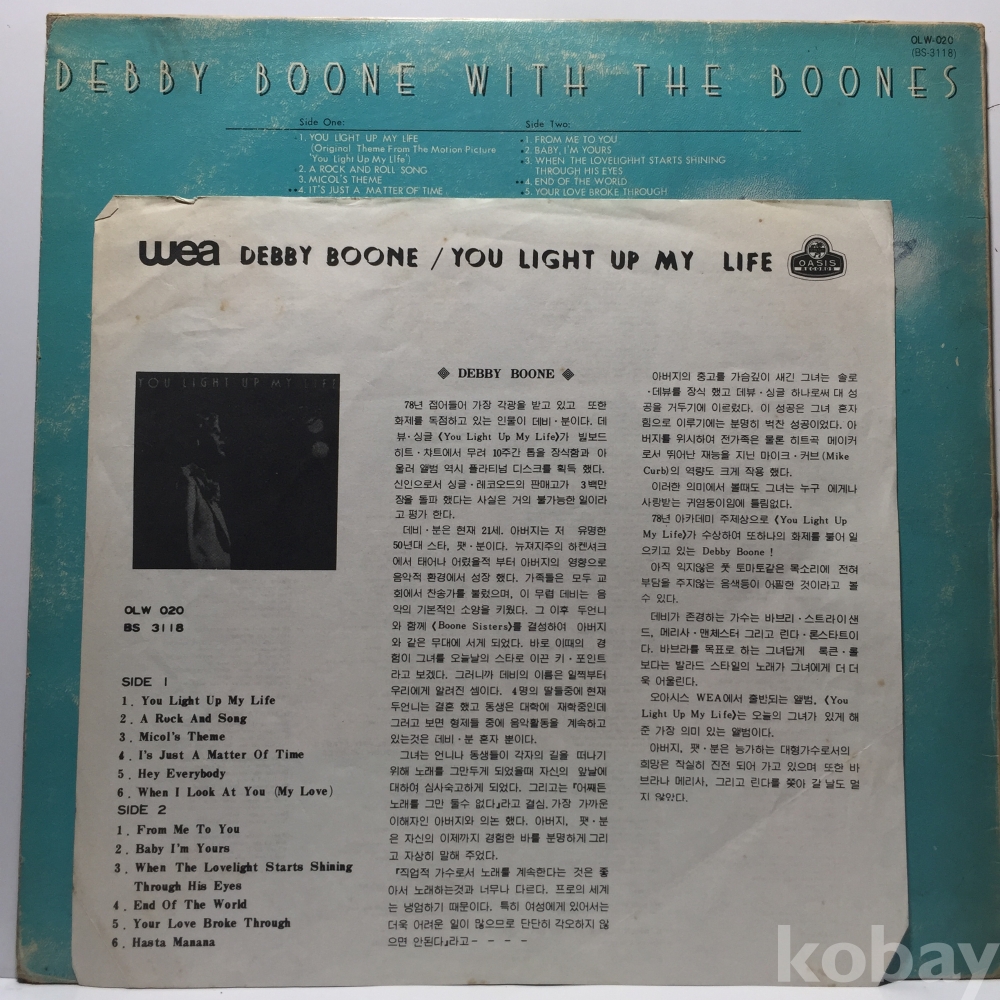 OLW-020
(BS-3118)
DEBBY BOONE WITH THE BOONES
Side One:
1. YOU LIGHT UP MY LIFE
(Original Theme From The Motion Picture
'You Light Up My Life')
2. A ROCK AND ROLL SONG
3. MICOL'S THEME
••4. IT'S JUST A MATTER OF TIME
Side Two:
•1. FROM ME TO YOU
•2. BABY, I'M YOURS
•3. WHEN THE LOVELIGHHT STARTS SHINING
THROUGH HIS EYES
••4. END OF THE WORLD
•5. YOUR LOVE BROKE THROUGH
wea DEBBY BOONE / YOU LIGHT UP MY LIFE OASIS RECORDS
YOU LIGHT UP MY LIFE
OLW 020
BS 3118
SIDE 1
1. You Light Up My Life
2. A Rock And Song
3. Micol's Theme
4. I's Just A Matter Of Time
5. Hey Everybody
6. When I Look At You (My Love)
SIDE 2
1. From Me To You
2. Baby I'm Yours
3. When The Lovelight Starts Shining
Through His Eyes
4. End Of The World
5. Your Love Broke Through
6. Hasta Manana
◈ DEBBY BOONE ◈
78년 접어들어 가장 각광을 받고 있고 또한
화제를 독점하고 있는 인물이 데비·분이다. 데
뷰·싱글 《You Light Up My Life》가 빌보드
히트·챠트에서 무려 10주간 톱을 장식함과 아
울러 앨범 역시 플라티넘 디스크를 획득 했다.
신인으로서 싱글·레코오드의 판매고가 3백만
장을 돌파 했다는 사실은 거의 불가능한 일이라
고 평가 한다.
데비·분은 현재 21세. 아버지는 저 유명한
50년대 스타, 팻·분이다. 뉴져지주의 하켄셔크
에서 태어나 어렸을적 부터 아버지의 영향으로
음악적 환경에서 성장 했다. 가족들은 모두 교
회에서 찬송가를 불렀으며, 이 무렵 데비는 음
악의 기본적인 소양을 키웠다. 그 이후 두언니
와 함께 《Boone Sisters》를 결성하여 아버지
와 같은 무대에 서게 되었다. 바로 이때의 경
험이 그녀를 오늘날의 스타로 이끈 키·포인트
라고 보겠다. 그러니까 데비의 이름은 일찍부터
우리에게 알려진 셈이다. 4명의 딸들중에 현재
두언니는 결혼 했고 동생은 대학에 재학중인데
그러고 보면 형제들 중에 음악활동을 계속하고
있는것은 데비·분 혼자 뿐이다.
그녀는 언니나 동생들이 각자의 길을 떠나기
위해 노래를 그만두게 되었을때 자신의 앞날에
대하여 심사숙고하게 되었다. 그리고는 『어째든
노래를 그만 둘수 없다』라고 결심, 가장 가까운
이해자인 아버지와 의논 했다. 아버지, 팻·분
은 자신의 이제까지 경험한 바를 분명하게 그리
고 자상히 말해 주었다.
『직업적 가수로서 노래를 계속한다는 것은 좋
아서 노래하는것과 너무나 다르다. 프로의 세계
는 냉엄하기 때문이다. 특히 여성에게 있어서는
더욱 어려운 일이 많으므로 단단히 각오하지 않
으면 안된다』라고- - - -
아버지의 충고를 가슴깊이 새긴 그녀는 솔로
·데뷰를 장식 했고 데뷰·싱글 하나로써 대 성
공을 거두기에 이르렀다. 이 성공은 그녀 혼자
힘으로 이루기에는 분명히 벅찬 성공이었다. 아
버지를 위시하여 전가족은 물론 히트곡 메이커
로서 뛰어난 재능을 지닌 마이크·커브(Mike
Curb)의 역량도 크게 작용 했다.
이러한 의미에서 볼때도 그녀는 누구 에게나
사랑받는 귀염둥이임에 틀림없다.
78년 아카데미 주제상으로 《You Light Up
My Life》가 수상하여 또하나의 화제를 불어 일
으키고 있는 Debby Boone !
아직 익지않은 풋 토마토같은 목소리에 전혀
부담을 주지않는 음색등이 어필한 것이라고 볼
수 있다.
데비가 존경하는 가수는 바브라·스트라이샌
드, 메리사·맨체스터 그리고 린다·론스타트이
다. 바브라를 목표로 하는 그녀답게 록큰·롤
보다는 발라드 스타일의 노래가 그녀에게 더 더
욱 어울린다.
오아시스 WEA에서 출반되는 앨범, 《You
Light Up My Life》는 오늘의 그녀가 있게 해
준 가장 의미 있는 앨범이다.
아버지, 팻·분은 능가하는 대형가수로서의
희망은 착실히 진전 되어 가고 있으며 또한 바
브라나 메리사, 그리고 린다를 쫓아 갈 날도 멀
지 않았다.
kobay